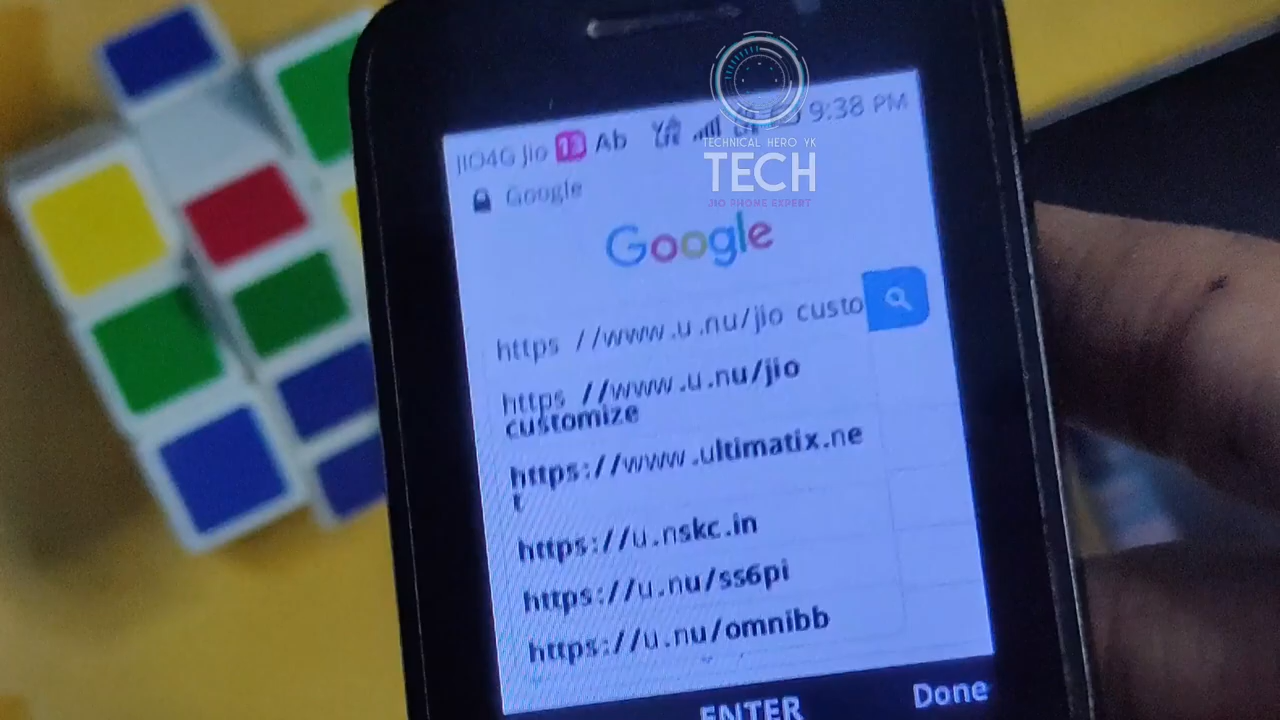 JIO4G Jio 13 Ab 9:38 PM
TECHNICAL HERO YK
TECH
JIO PHONE EXPERT
Google
Google
https //www.u.nu/jio custo
https //www.u.nu/jio
customize
https://www.ultimatix.ne
t
https://u.nskc.in
https://u.nu/ss6pi
https://u.nu/omnibb
ENTER Done